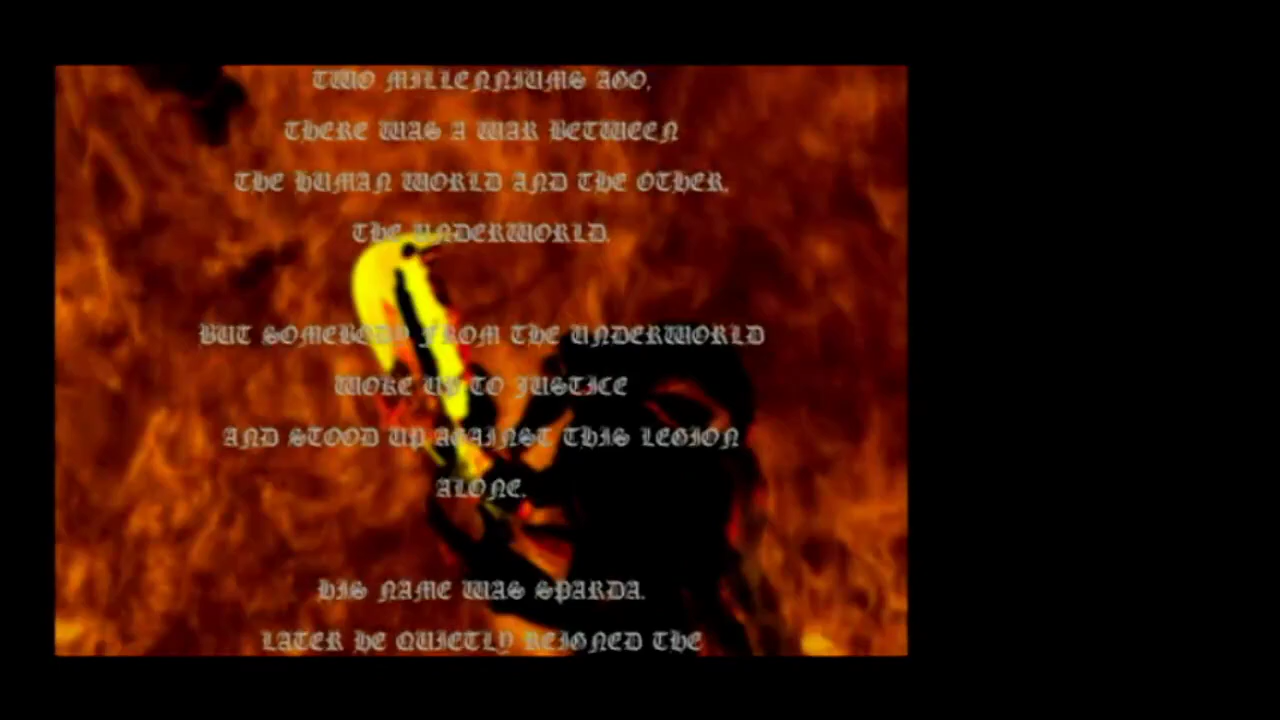 TWO MILLENNIUMS AGO,
THERE WAS A WAR BETWEEN
THE HUMAN WORLD AND THE OTHER,
THE UNDERWORLD.
BUT SOMEBODY FROM THE UNDERWORLD
WOKE UP TO JUSTICE
AND STOOD UP AGAINST THIS LEGION
ALONE.
HIS NAME WAS SPARDA.
LATER HE QUIETLY REIGNED THE